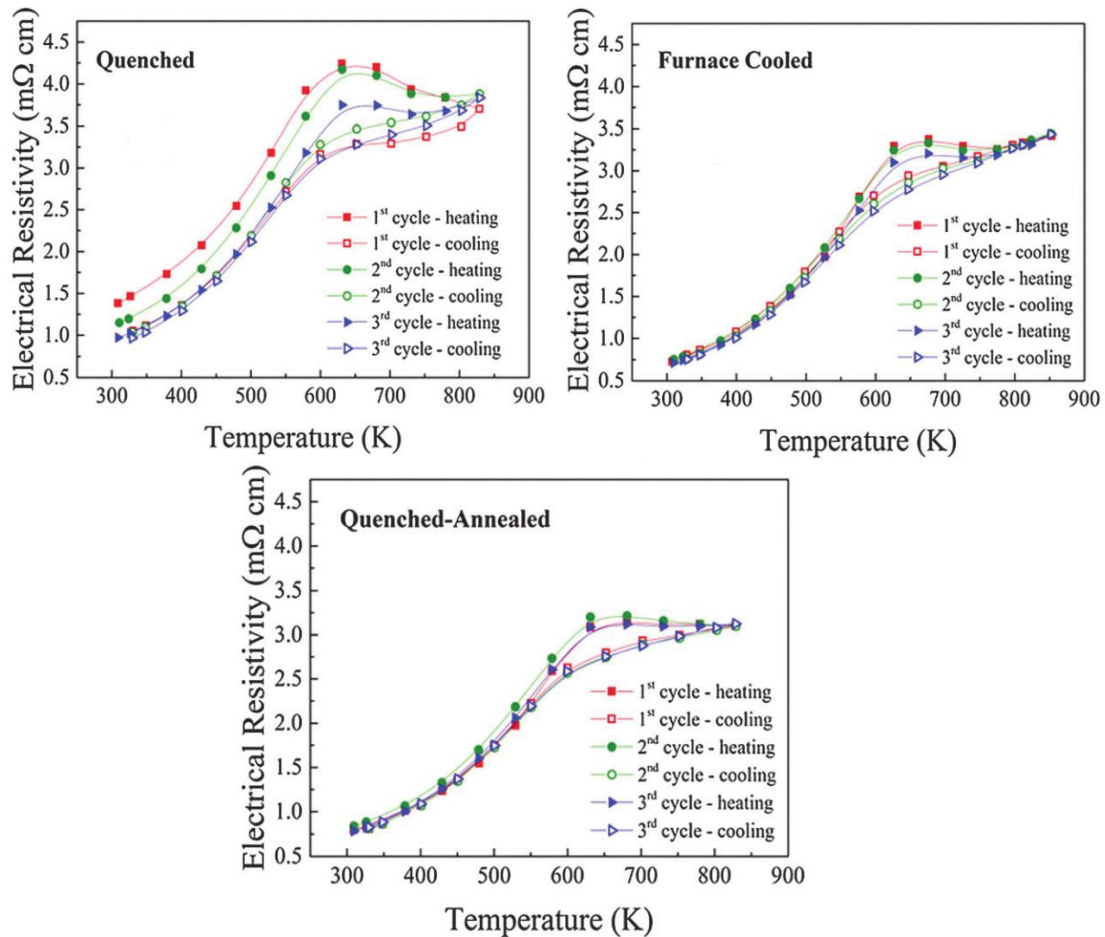 Quenched
Electrical Resistivity (mΩ cm)
4.5
4.0
3.5
3.0
2.5
2.0
1.5
1.0
0.5
1st cycle - heating
1st cycle - cooling
2nd cycle - heating
2nd cycle - cooling
3rd cycle - heating
3rd cycle - cooling
300 400 500 600 700 800 900
Temperature (K)
Furnace Cooled
Electrical Resistivity (mΩ cm)
4.5
4.0
3.5
3.0
2.5
2.0
1.5
1.0
0.5
1st cycle - heating
1st cycle - cooling
2nd cycle - heating
2nd cycle - cooling
3rd cycle - heating
3rd cycle - cooling
300 400 500 600 700 800 900
Temperature (K)
Quenched-Annealed
Electrical Resistivity (mΩ cm)
4.5
4.0
3.5
3.0
2.5
2.0
1.5
1.0
0.5
1st cycle - heating
1st cycle - cooling
2nd cycle - heating
2nd cycle - cooling
3rd cycle - heating
3rd cycle - cooling
300 400 500 600 700 800 900
Temperature (K)